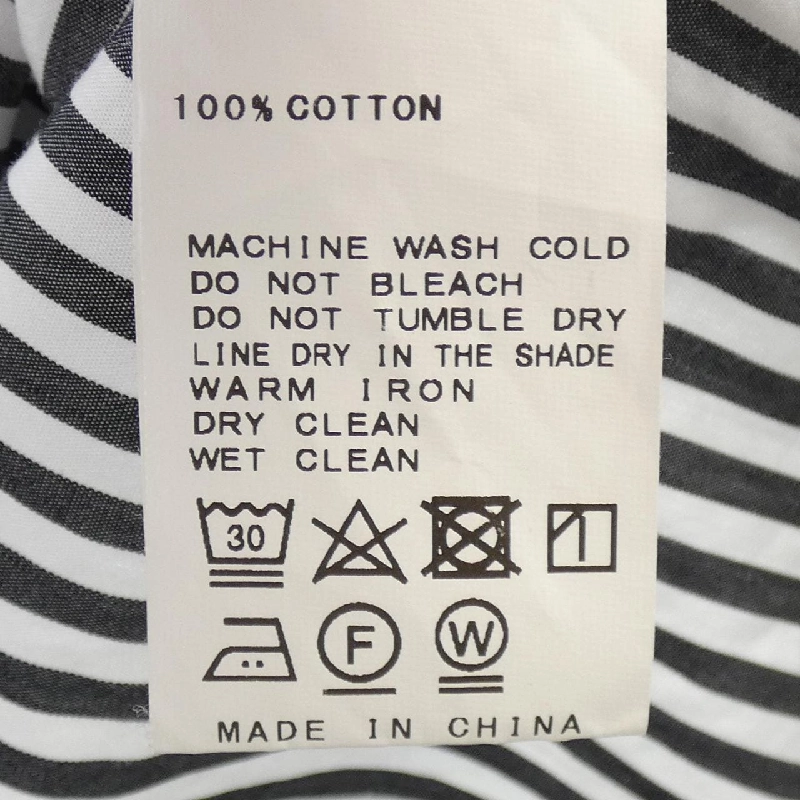 100% COTTON
MACHINE WASH COLD
DO NOT BLEACH
DO NOT TUMBLE DRY
LINE DRY IN THE SHADE
WARM IRON
DRY CLEAN
WET CLEAN
30
F W
MADE IN CHINA